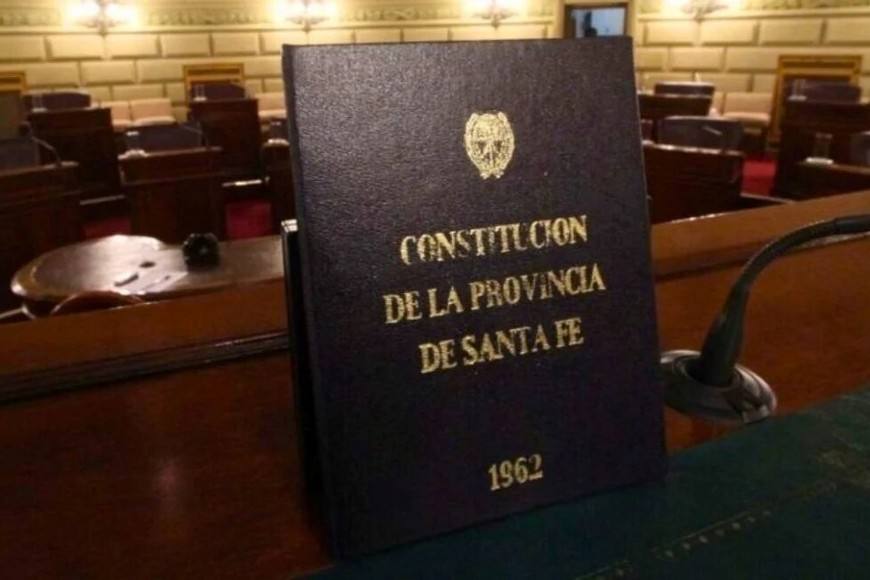 CONSTITUCION
DE LA PROVINCIA
DE SANTA FE
1962